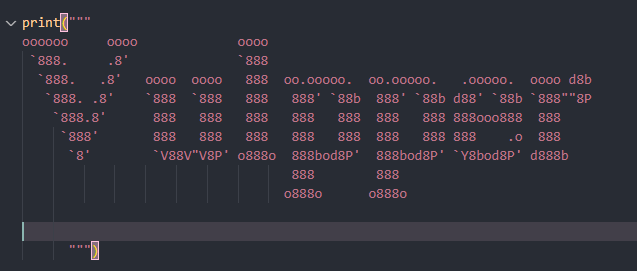 print("""
oooooo     oooo             oooo
 `888.     .8'              `888
  `888.   .8'   oooo  oooo   888  oo.ooooo.  oo.ooooo.   .ooooo.  oooo d8b
   `888. .8'    `888  `888   888   888' `88b  888' `88b d88' `88b `888""8P
    `888.8'      888   888   888   888   888  888   888 888ooo888  888
     `888'       888   888   888   888   888  888   888 888    .o  888
      `8'        `V88V"V8P' o888o  888bod8P'  888bod8P' `Y8bod8P' d888b
                                   888        888
                                  o888o      o888o
      """)